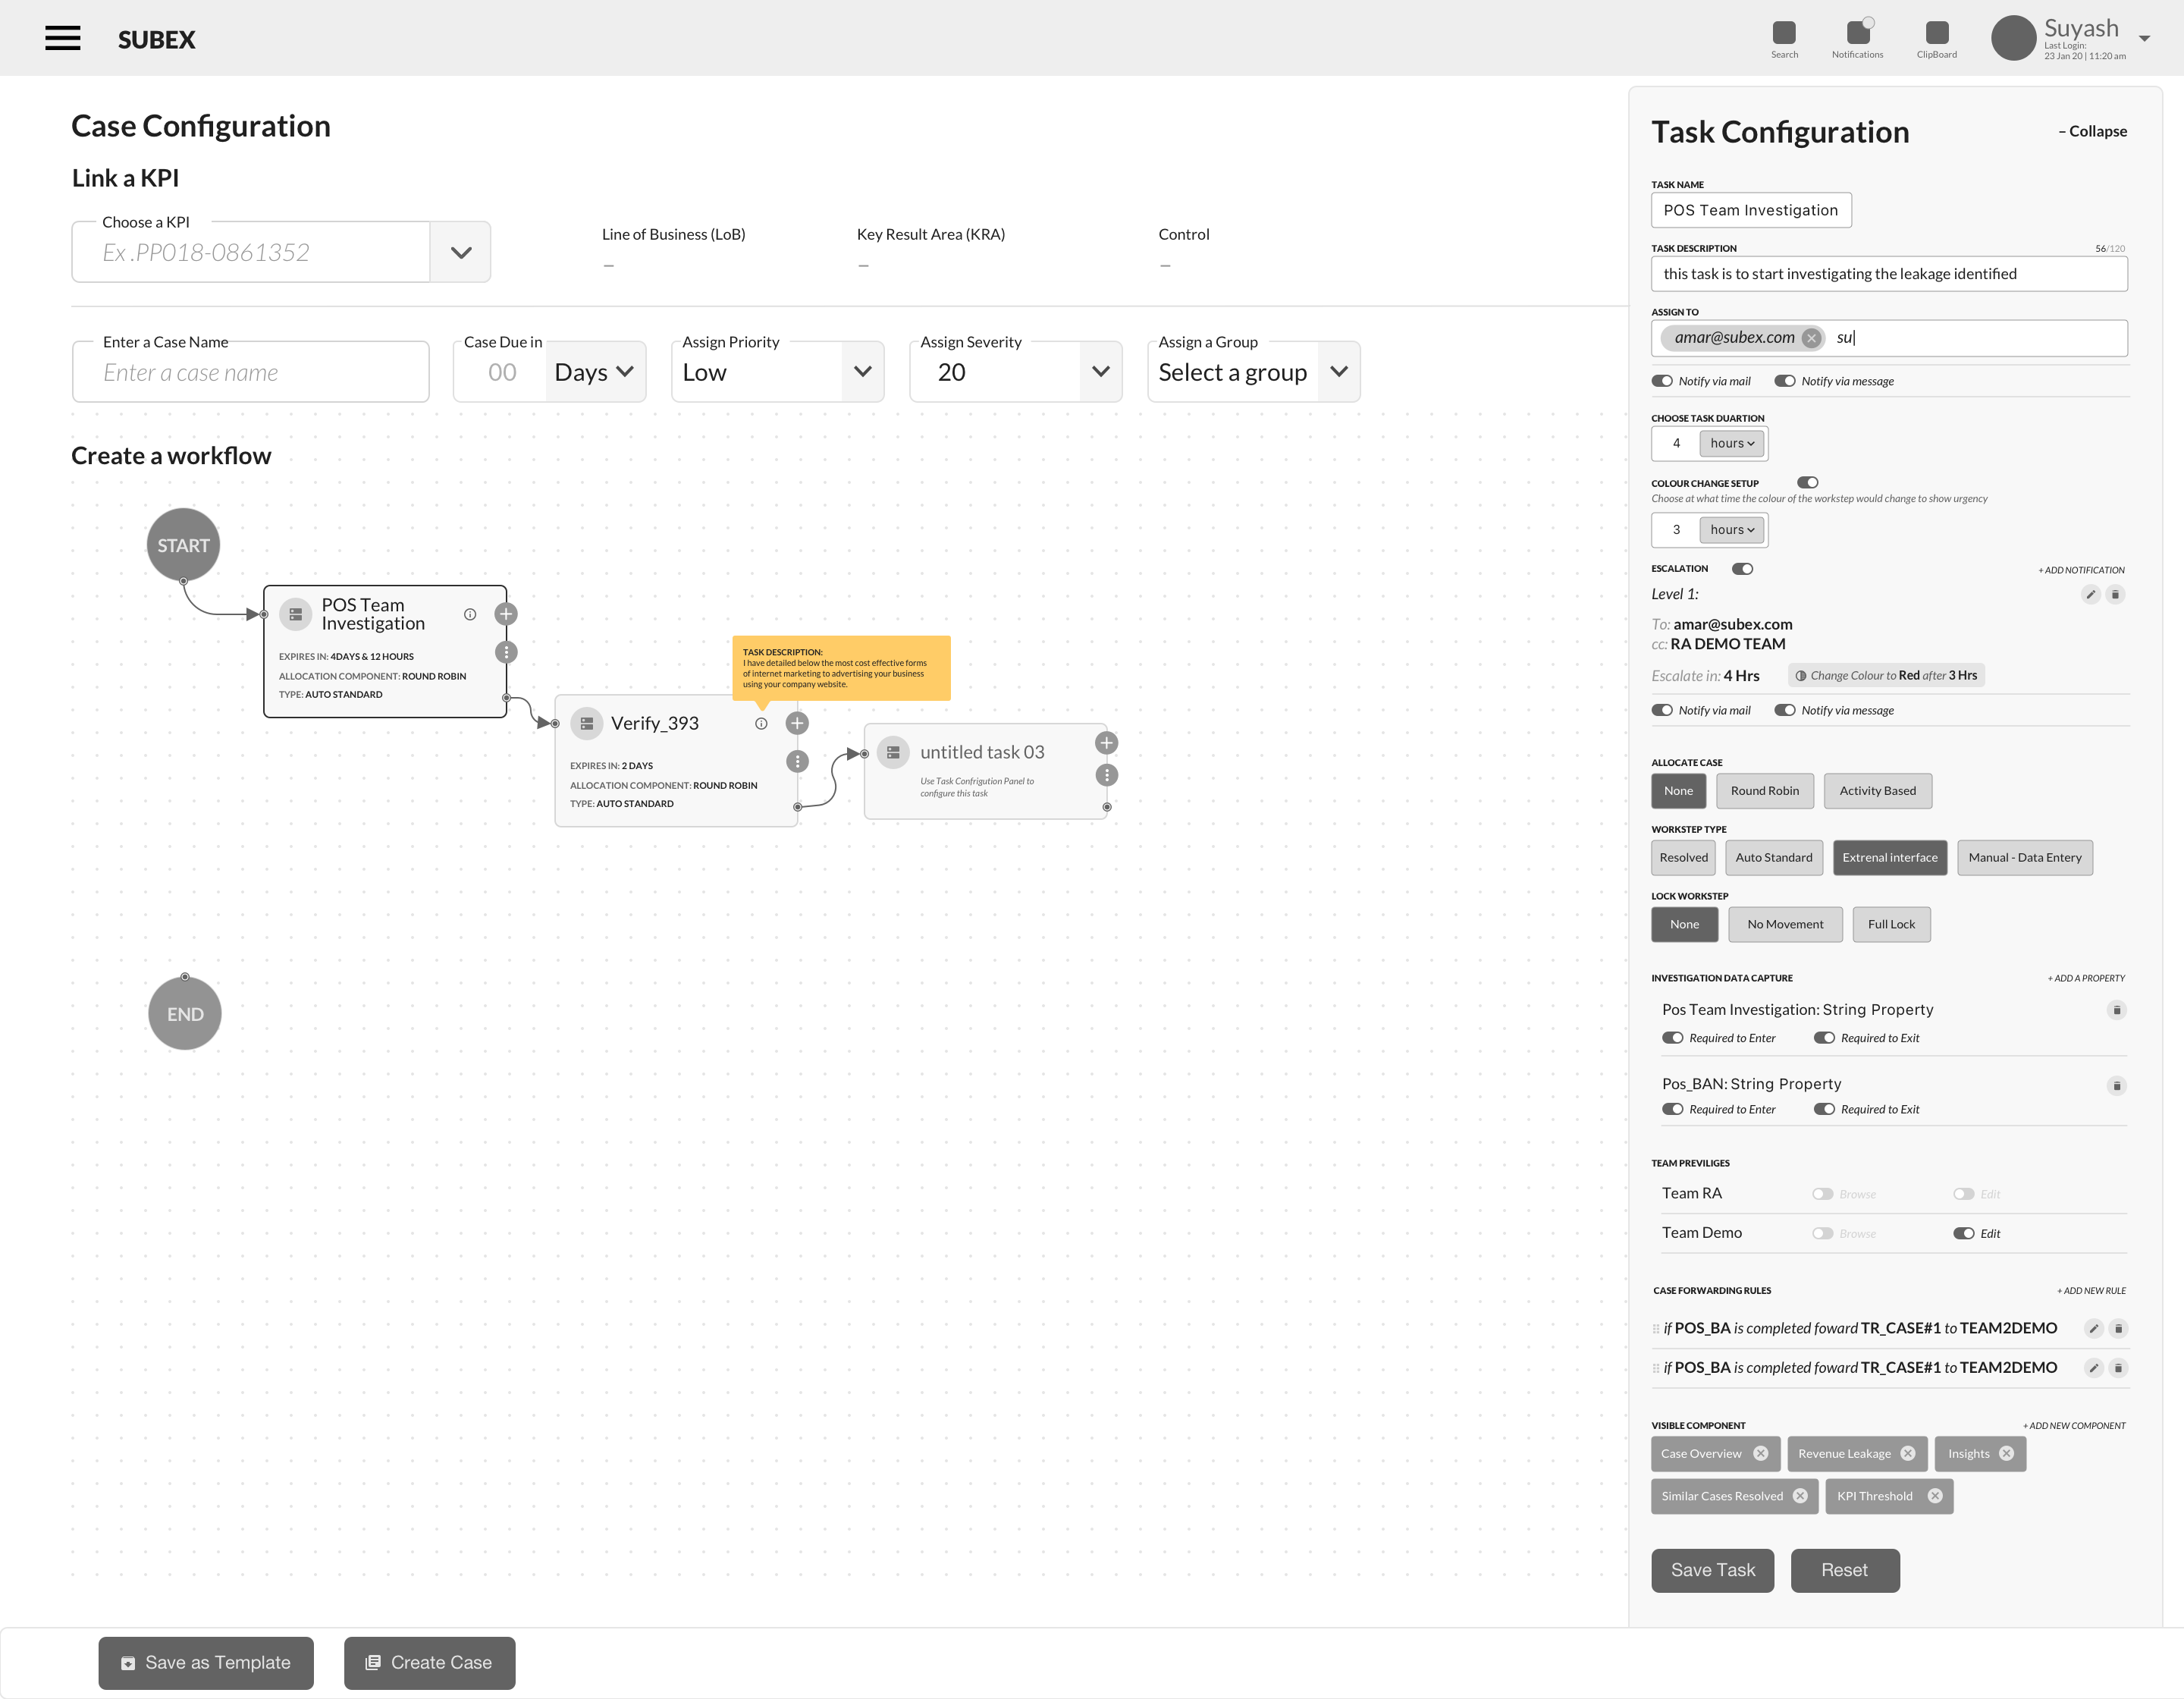 SUBEX
Search
Notifications
ClipBoard
Suyash
Last Login:
23 Jan 20 | 11:20 am
Case Configuration
Link a KPI
Choose a KPI
Ex .PP018-0861352
Line of Business (LoB)
–
Key Result Area (KRA)
–
Control
–
Enter a Case Name
Enter a case name
Case Due in
00 Days
Assign Priority
Low
Assign Severity
20
Assign a Group
Select a group
Create a workflow
START
POS Team
Investigation
EXPIRES IN: 4DAYS & 12 HOURS
ALLOCATION COMPONENT: ROUND ROBIN
TYPE: AUTO STANDARD
TASK DESCRIPTION:
I have detailed below the most cost effective forms
of internet marketing to advertising your business
using your company website.
Verify_393
EXPIRES IN: 2 DAYS
ALLOCATION COMPONENT: ROUND ROBIN
TYPE: AUTO STANDARD
untitled task 03
Use Task Confrigution Panel to
configure this task
END
Task Configuration
– Collapse
TASK NAME
POS Team Investigation
TASK DESCRIPTION 56/120
this task is to start investigating the leakage identified
ASSIGN TO
amar@subex.com su
Notify via mail Notify via message
CHOOSE TASK DUARTION
4 hours
COLOUR CHANGE SETUP
Choose at what time the colour of the workstep would change to show urgency
3 hours
ESCALATION + ADD NOTIFICATION
Level 1:
To: amar@subex.com
cc: RA DEMO TEAM
Escalate in: 4 Hrs Change Colour to Red after 3 Hrs
Notify via mail Notify via message
ALLOCATE CASE
None Round Robin Activity Based
WORKSTEP TYPE
Resolved Auto Standard Extrenal interface Manual - Data Entery
LOCK WORKSTEP
None No Movement Full Lock
INVESTIGATION DATA CAPTURE + ADD A PROPERTY
Pos Team Investigation: String Property
Required to Enter Required to Exit
Pos_BAN: String Property
Required to Enter Required to Exit
TEAM PREVILIGES
Team RA Browse Edit
Team Demo Browse Edit
CASE FORWARDING RULES + ADD NEW RULE
if POS_BA is completed foward TR_CASE#1 to TEAM2DEMO
if POS_BA is completed foward TR_CASE#1 to TEAM2DEMO
VISIBLE COMPONENT + ADD NEW COMPONENT
Case Overview Revenue Leakage Insights
Similar Cases Resolved KPI Threshold
Save Task Reset
Save as Template Create Case